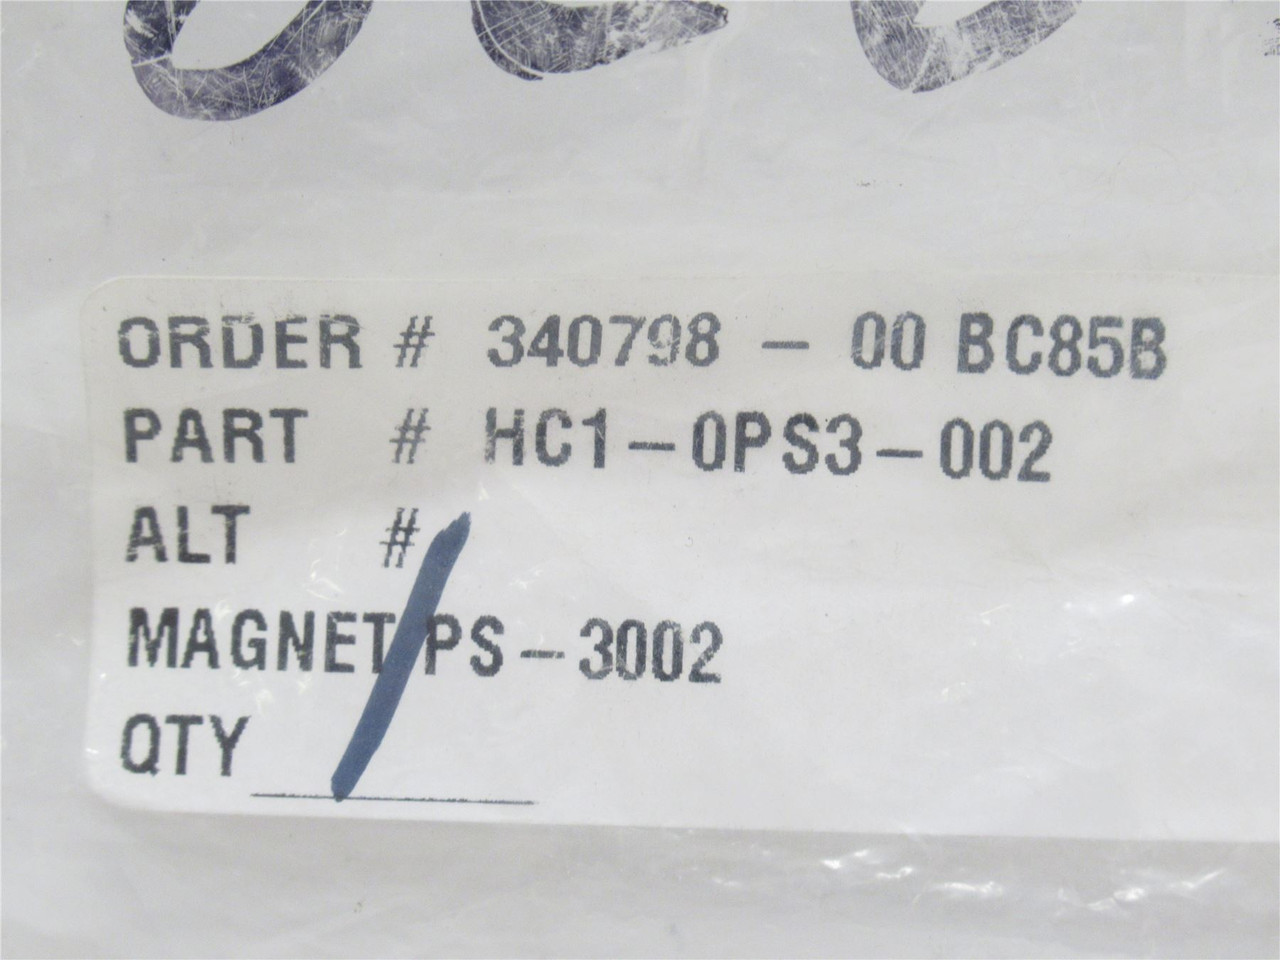 ORDER # 340798 - 00 BC85B
PART # HC1-0PS3-002
ALT #
MAGNET PS-3002
QTY /